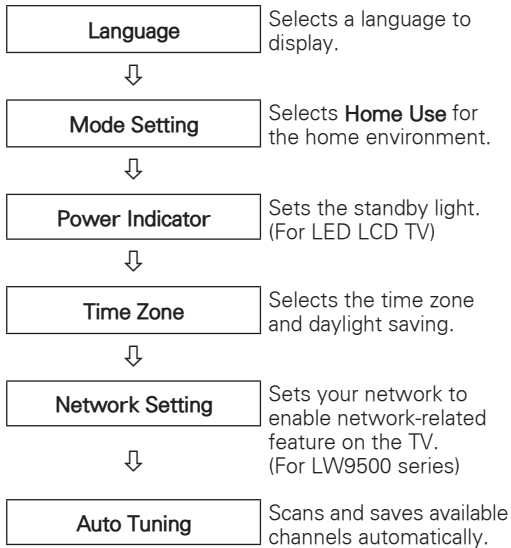 Language
Selects a language to
display.
Mode Setting
Selects Home Use for
the home environment.
Power Indicator
Sets the standby light.
(For LED LCD TV)
Time Zone
Selects the time zone
and daylight saving.
Network Setting
Sets your network to
enable network-related
feature on the TV.
(For LW9500 series)
Auto Tuning
Scans and saves available
channels automatically.